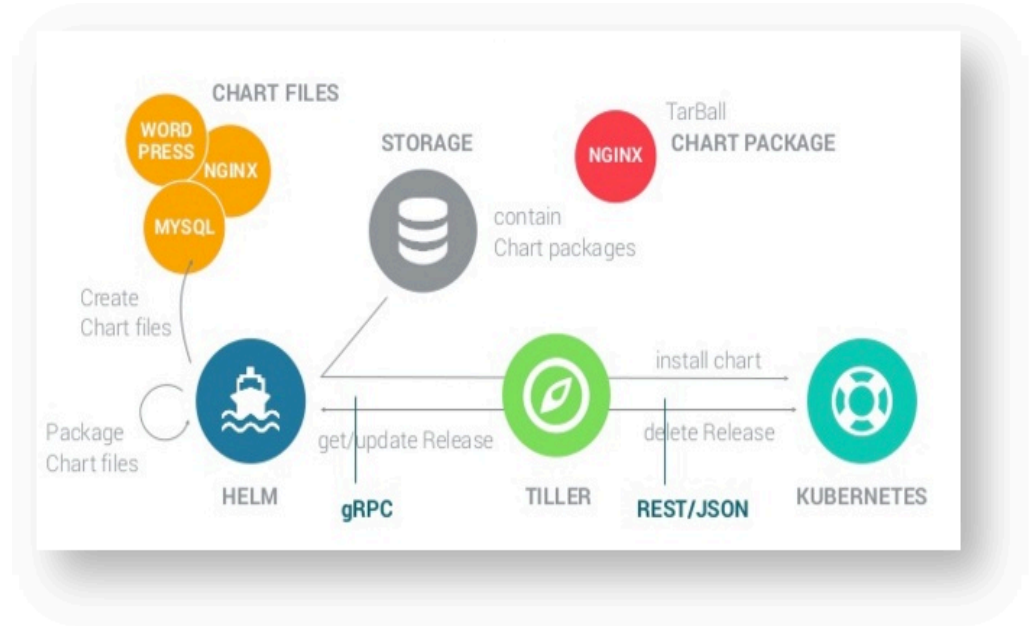 CHART FILES
WORD
PRESS
NGINX
MYSQL
STORAGE
contain
Chart packages
TarBall
CHART PACKAGE
NGINX
Create
Chart files
Package
Chart files
HELM
get/update Release
gRPC
TILLER
install chart
delete Release
REST/JSON
KUBERNETES